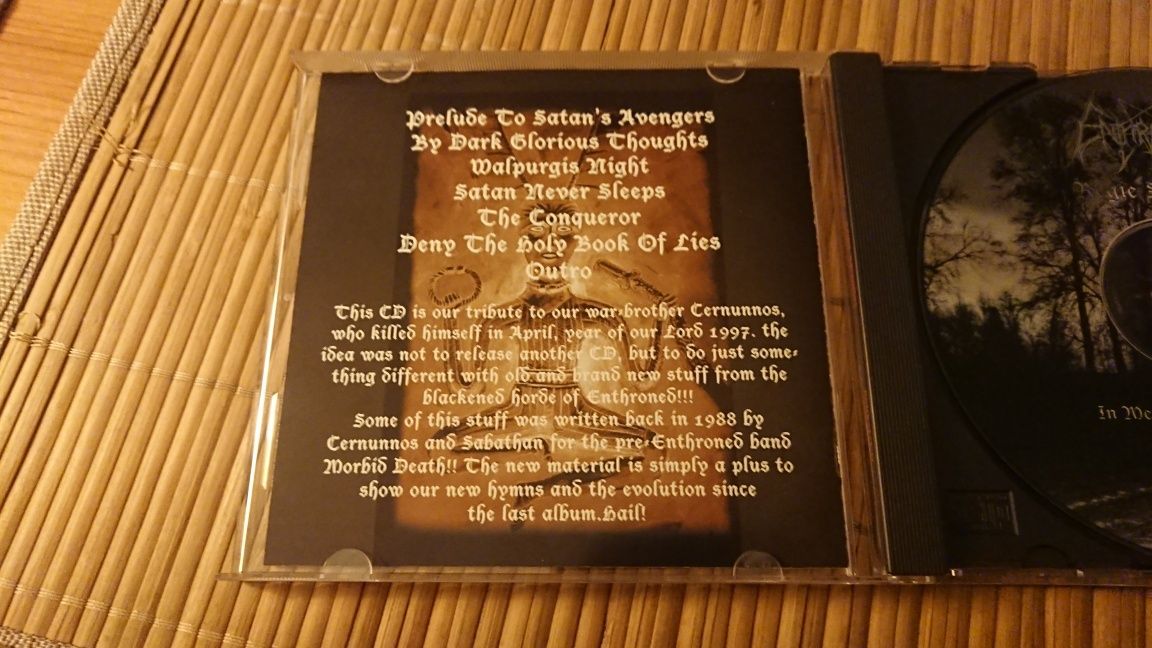 Prelude To Satan's Avengers
By Dark Glorious Thoughts
Walpurgis Night
Satan Never Sleeps
The Conqueror
Deny The Holy Book Of Lies
Outro
This CD is our tribute to our war-brother Cernunnos,
who killed himself in April, year of our Lord 1997. the
idea was not to release another CD, but to do just some-
thing different with old and brand new stuff from the
blackened horde of Enthroned!!!
Some of this stuff was written back in 1988 by
Cernunnos and Sabathan for the pre-Enthroned band
Morbid Death!! The new material is simply a plus to
show our new hymns and the evolution since
the last album.Hail!
In Me